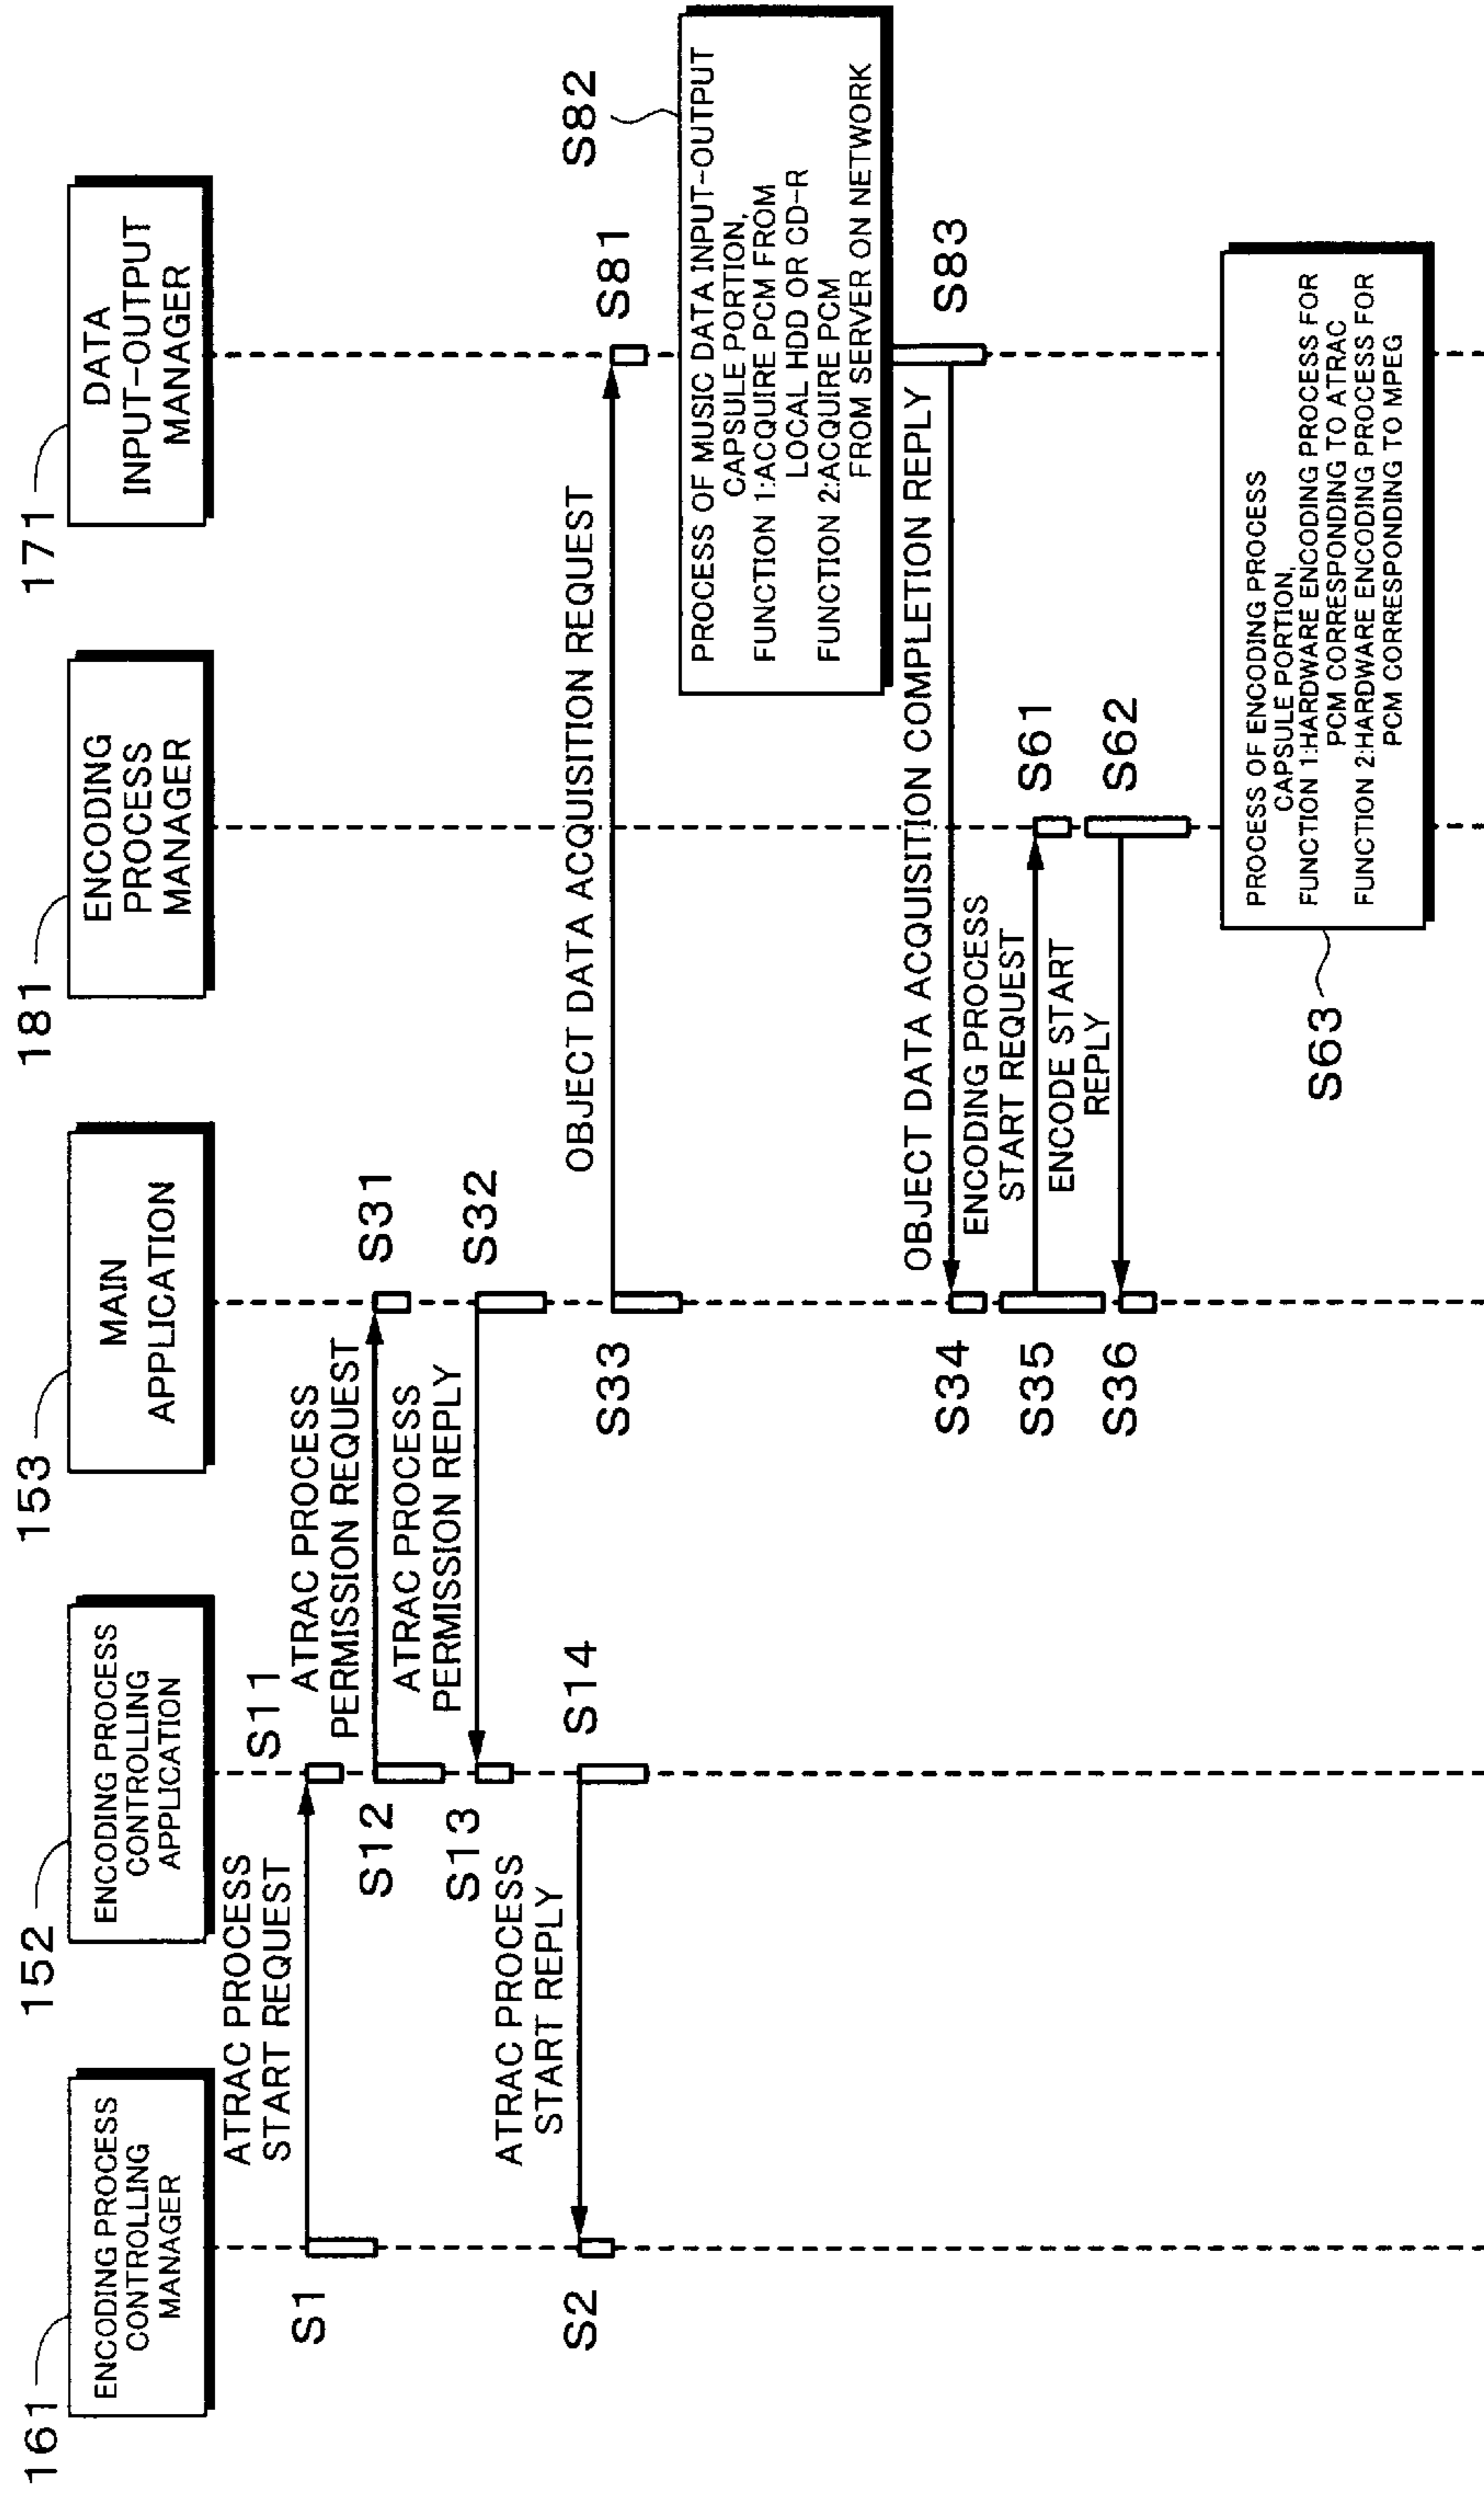 161
ENCODING PROCESS
CONTROLLING
MANAGER
152
ENCODING PROCESS
CONTROLLING
APPLICATION
153
MAIN
APPLICATION
181
ENCODING
PROCESS
MANAGER
171
DATA
INPUT-OUTPUT
MANAGER
S1
ATRAC PROCESS
START REQUEST
S11
S12
ATRAC PROCESS
PERMISSION REQUEST
S31
ATRAC PROCESS
PERMISSION REPLY
S32
S13
S2
ATRAC PROCESS
START REPLY
S14
S33
OBJECT DATA ACQUISITION REQUEST
S81
S82
PROCESS OF MUSIC DATA INPUT-OUTPUT
CAPSULE PORTION,
FUNCTION 1:ACQUIRE PCM FROM
LOCAL HDD OR CD-R
FUNCTION 2:ACQUIRE PCM
FROM SERVER ON NETWORK
OBJECT DATA ACQUISITION COMPLETION REPLY
S83
S34
ENCODING PROCESS
START REQUEST
S35
S61
ENCODE START
REPLY
S36
S62
S63
PROCESS OF ENCODING PROCESS
CAPSULE PORTION,
FUNCTION 1:HARDWARE ENCODING PROCESS FOR
PCM CORRESPONDING TO ATRAC
FUNCTION 2:HARDWARE ENCODING PROCESS FOR
PCM CORRESPONDING TO MPEG